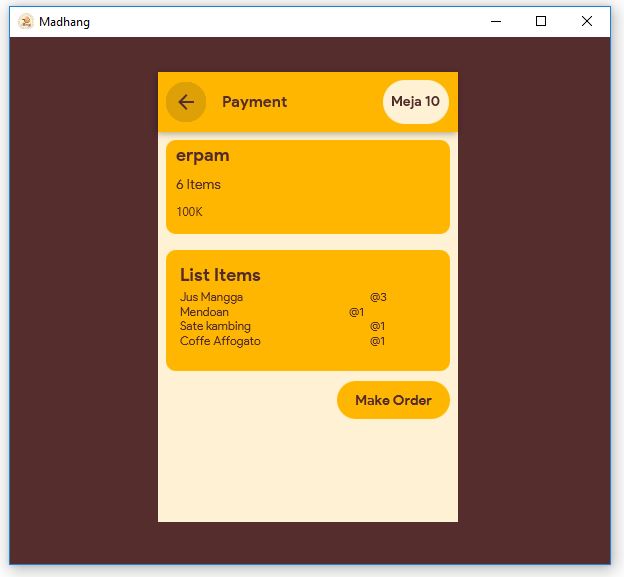 Madhang
Payment
Meja 10
erpam
6 Items
100K
List Items
Jus Mangga @3
Mendoan @1
Sate kambing @1
Coffe Affogato @1
Make Order